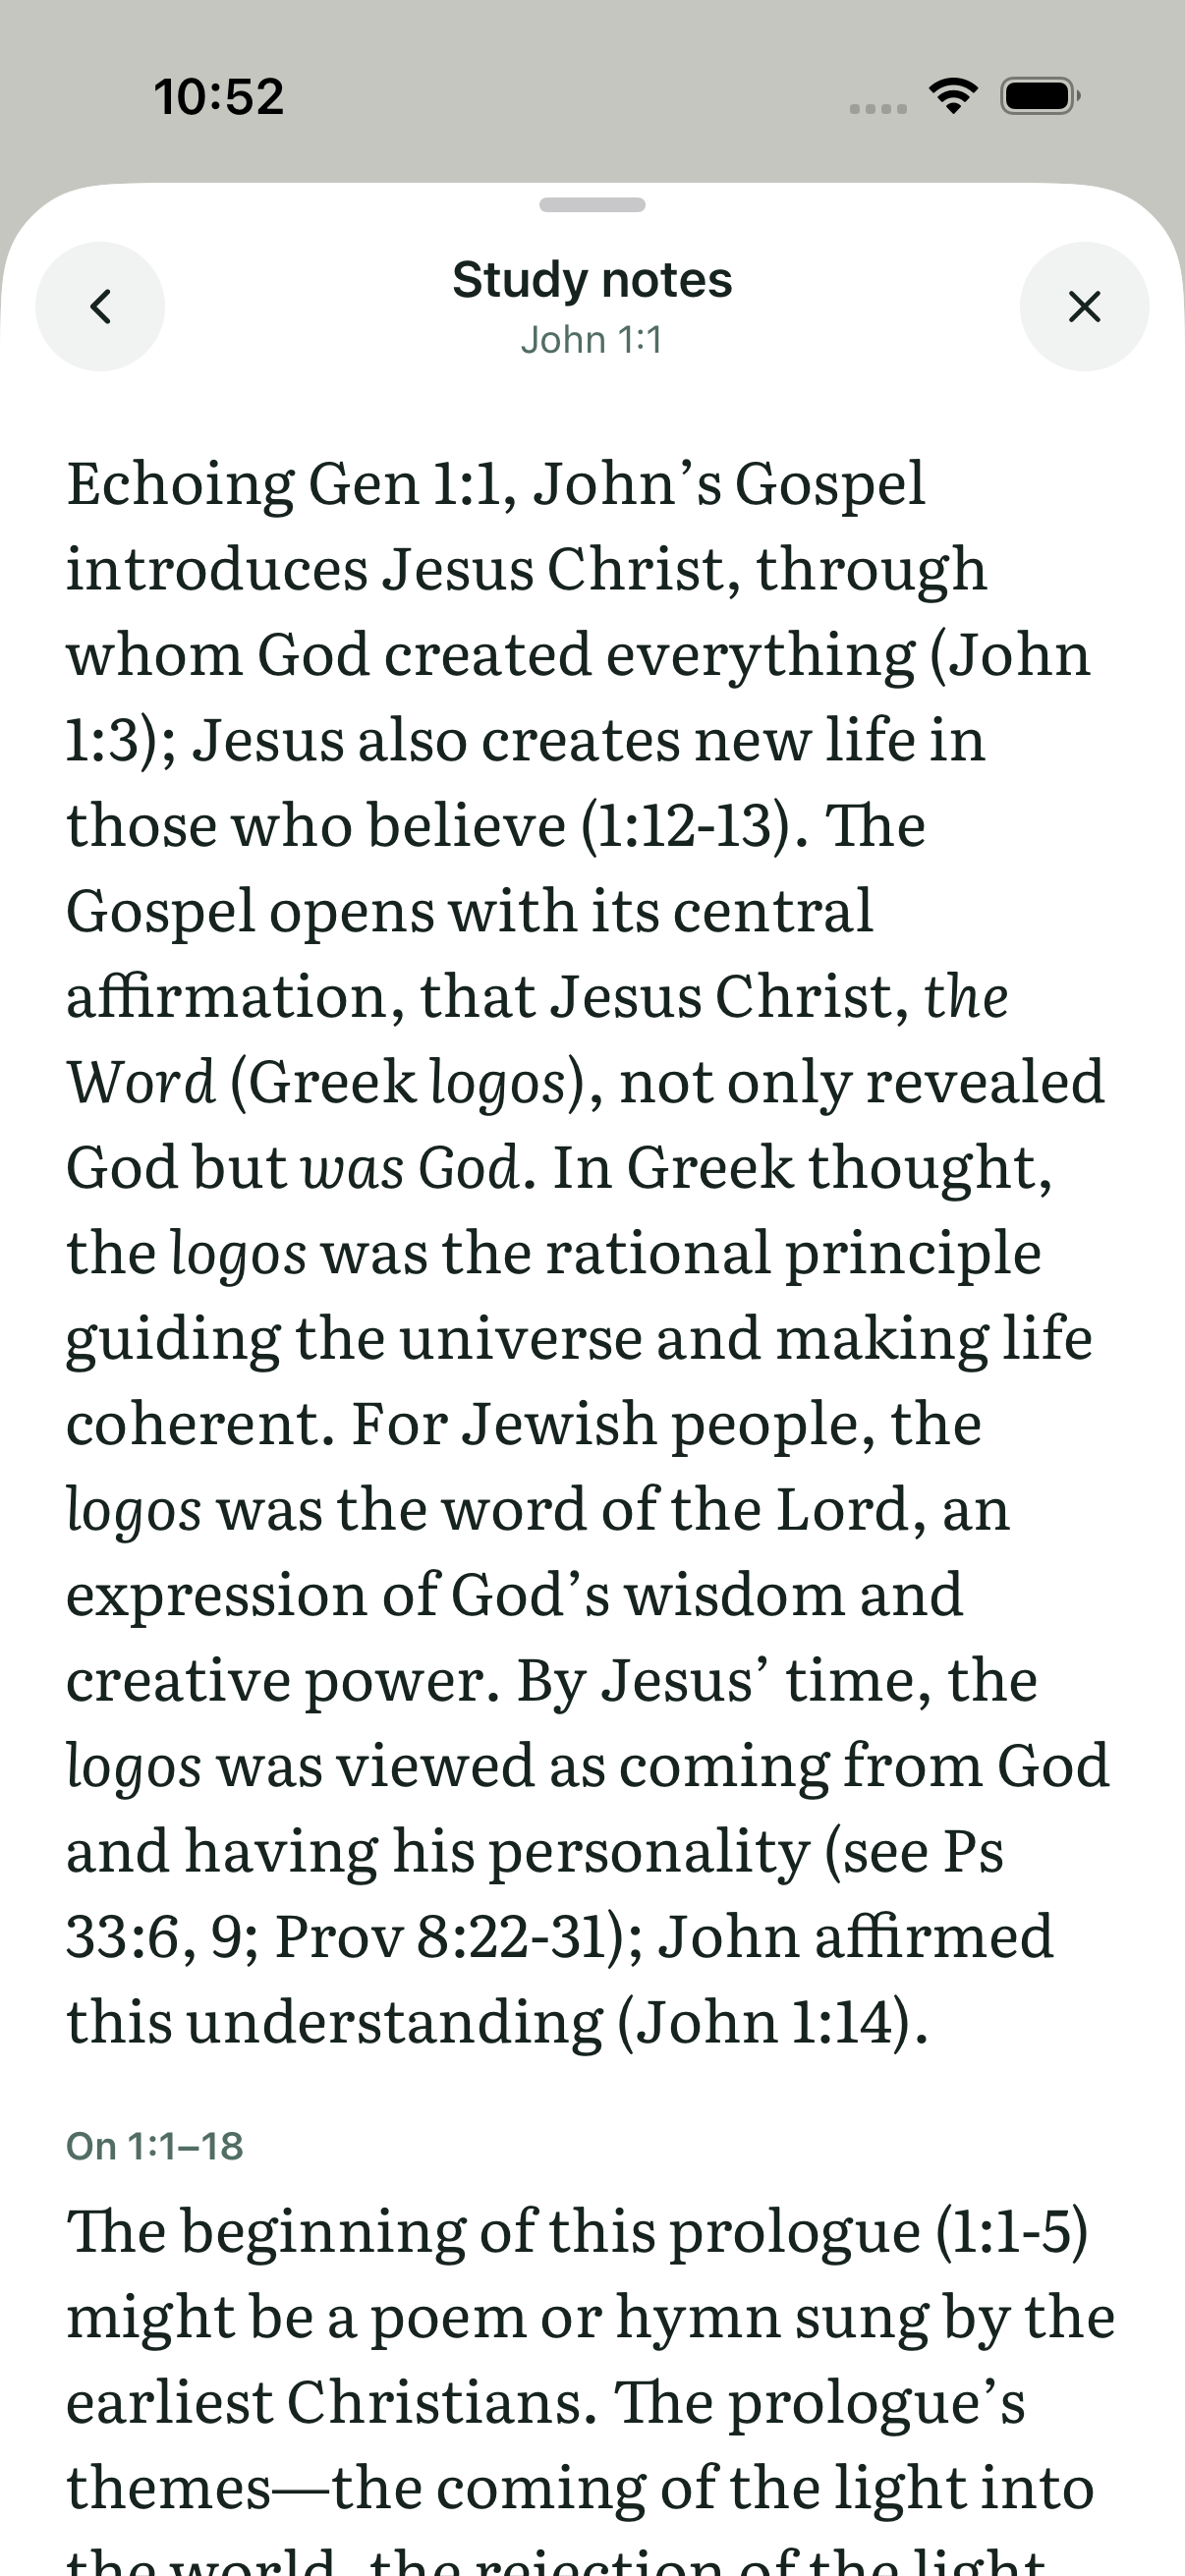 10:52
Study notes
John 1:1
Echoing Gen 1:1, John’s Gospel
introduces Jesus Christ, through
whom God created everything (John
1:3); Jesus also creates new life in
those who believe (1:12-13). The
Gospel opens with its central
affirmation, that Jesus Christ, the
Word (Greek logos), not only revealed
God but was God. In Greek thought,
the logos was the rational principle
guiding the universe and making life
coherent. For Jewish people, the
logos was the word of the Lord, an
expression of God’s wisdom and
creative power. By Jesus’ time, the
logos was viewed as coming from God
and having his personality (see Ps
33:6, 9; Prov 8:22-31); John affirmed
this understanding (John 1:14).
On 1:1–18
The beginning of this prologue (1:1-5)
might be a poem or hymn sung by the
earliest Christians. The prologue’s
themes—the coming of the light into
the world, the rejection of the light